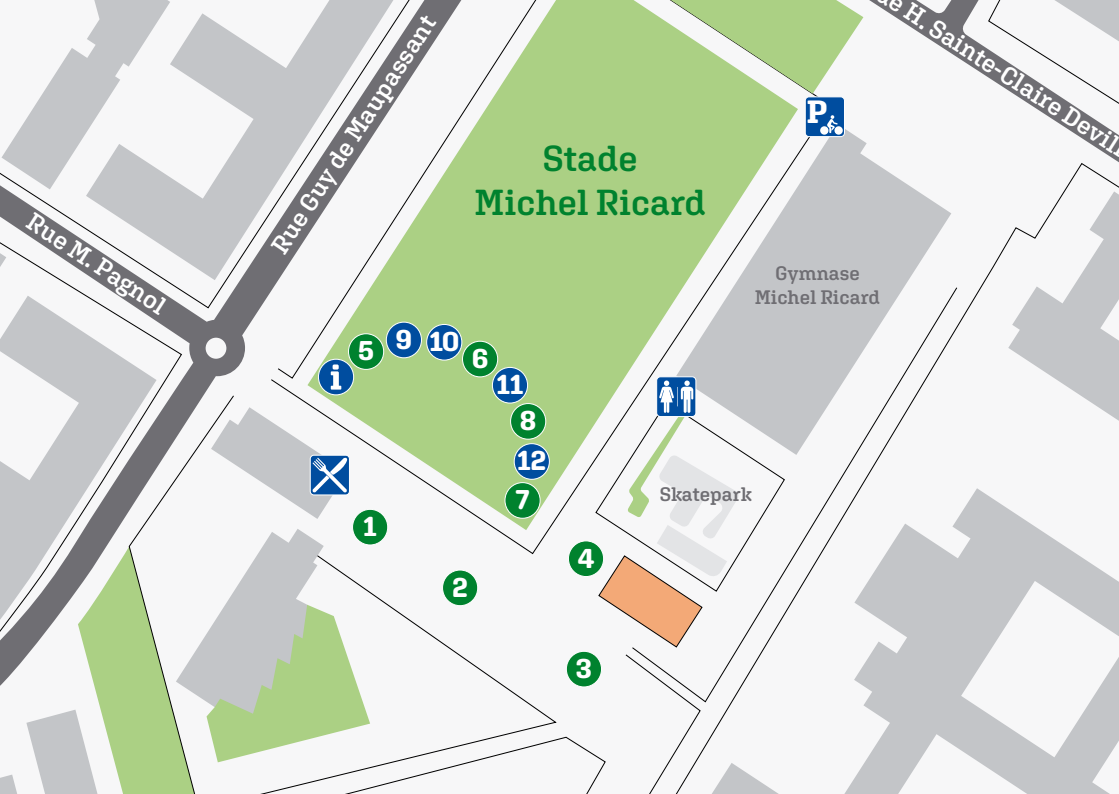 Rue H. Sainte-Claire Devill
Rue Guy de Maupassant
P
Stade
Michel Ricard
Rue M. Pagnol
Gymnase
Michel Ricard
i
5
9
10
6
11
8
12
7
Skatepark
1
4
2
3